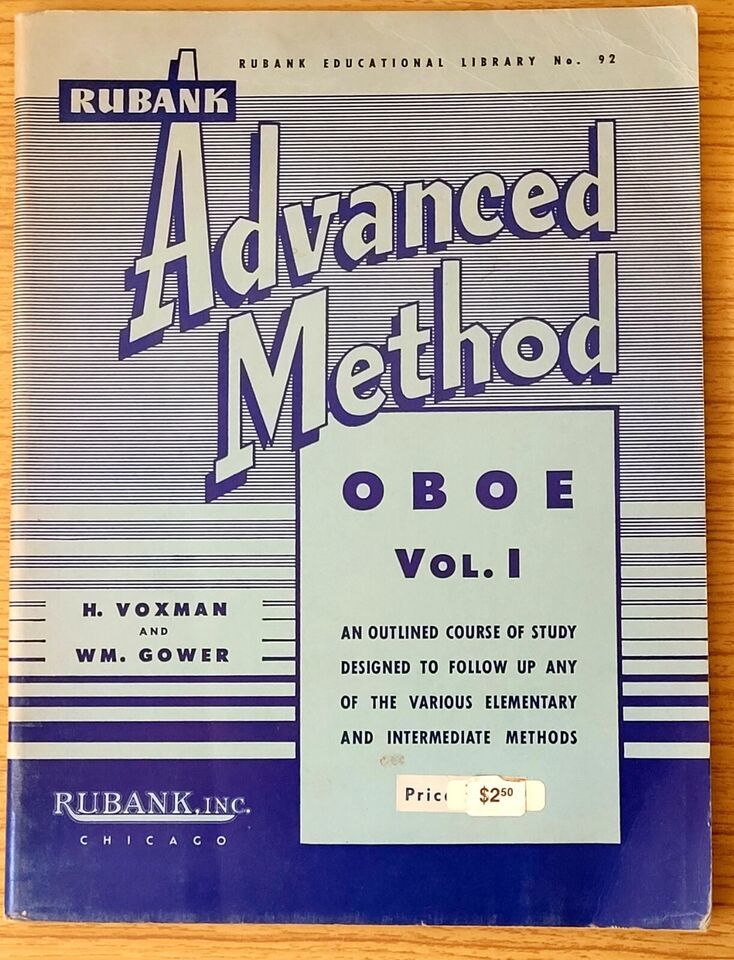 RUBANK EDUCATIONAL LIBRARY No. 92
RUBANK
Advanced
Method
OBOE
VOL. I
H. VOXMAN
AND
WM. GOWER
AN OUTLINED COURSE OF STUDY
DESIGNED TO FOLLOW UP ANY
OF THE VARIOUS ELEMENTARY
AND INTERMEDIATE METHODS
$2.50
RUBANK, INC.
CHICAGO